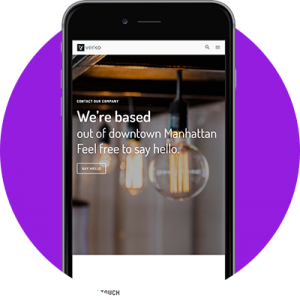 verko
CONTACT OUR COMPANY
We're based
out of downtown Manhattan
Feel free to say hello.
SAY HELLO
TOUCH